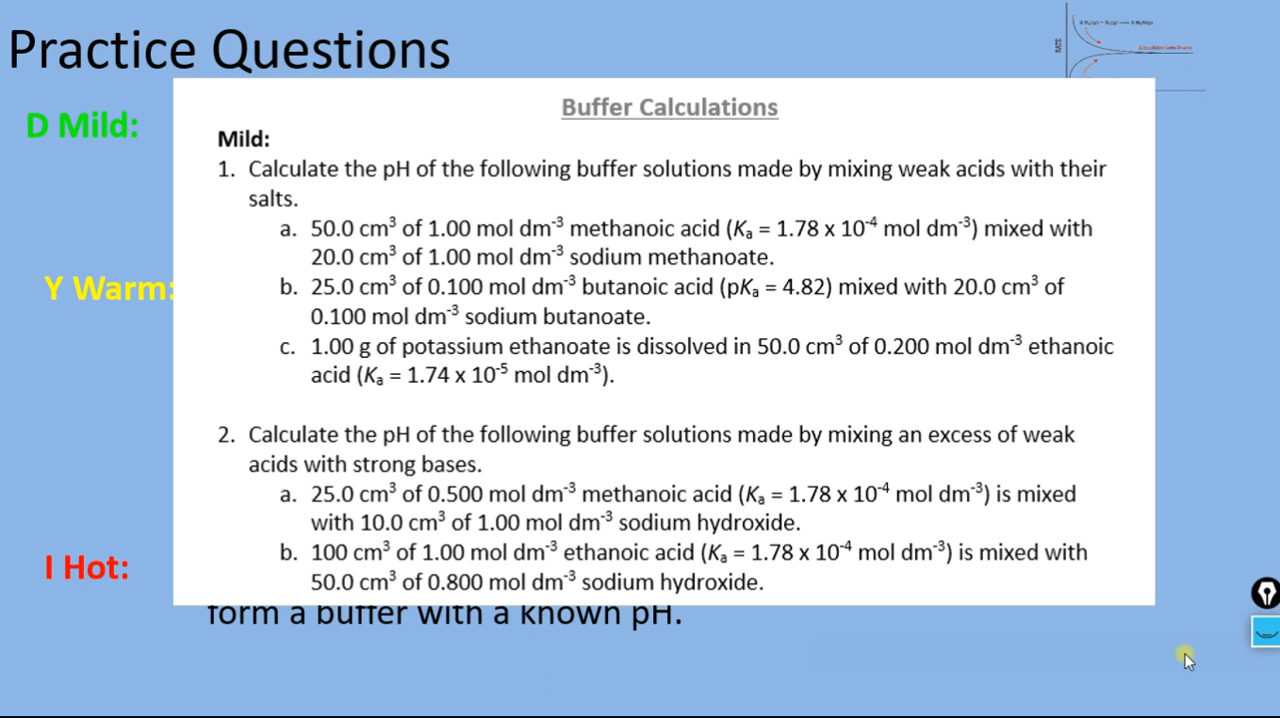 Practice Questions
RATE
D Mild:
Buffer Calculations
Mild:
1. Calculate the pH of the following buffer solutions made by mixing weak acids with their
salts.
a. 50.0 cm³ of 1.00 mol dm⁻³ methanoic acid (Kₐ = 1.78 x 10⁻⁴ mol dm⁻³) mixed with
20.0 cm³ of 1.00 mol dm⁻³ sodium methanoate.
Y Warm:
b. 25.0 cm³ of 0.100 mol dm⁻³ butanoic acid (pKₐ = 4.82) mixed with 20.0 cm³ of
0.100 mol dm⁻³ sodium butanoate.
c. 1.00 g of potassium ethanoate is dissolved in 50.0 cm³ of 0.200 mol dm⁻³ ethanoic
acid (Kₐ = 1.74 x 10⁻⁵ mol dm⁻³).
2. Calculate the pH of the following buffer solutions made by mixing an excess of weak
acids with strong bases.
a. 25.0 cm³ of 0.500 mol dm⁻³ methanoic acid (Kₐ = 1.78 x 10⁻⁴ mol dm⁻³) is mixed
with 10.0 cm³ of 1.00 mol dm⁻³ sodium hydroxide.
I Hot:
b. 100 cm³ of 1.00 mol dm⁻³ ethanoic acid (Kₐ = 1.78 x 10⁻⁴ mol dm⁻³) is mixed with
50.0 cm³ of 0.800 mol dm⁻³ sodium hydroxide.
form a buffer with a known pH.